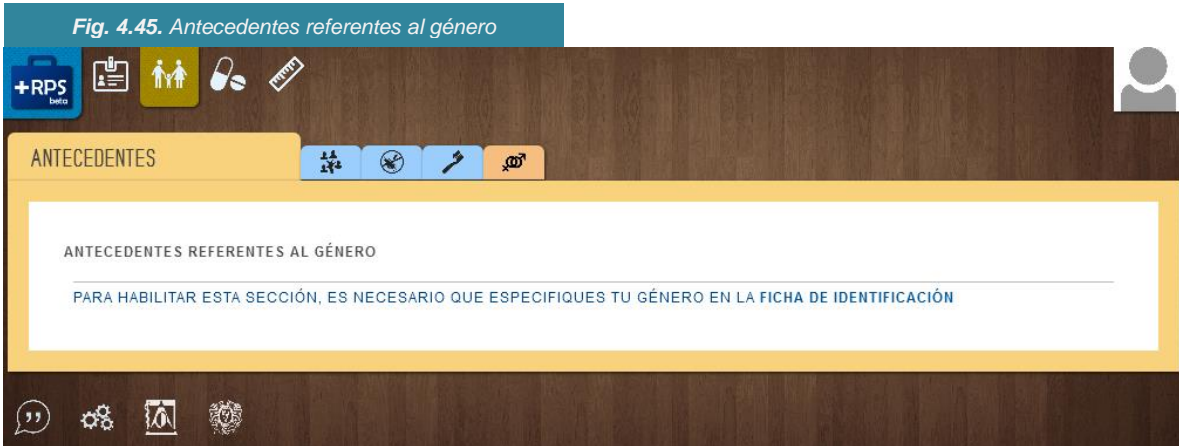 Fig. 4.45. Antecedentes referentes al género
+RPS
beta
ANTECEDENTES
ANTECEDENTES REFERENTES AL GÉNERO
PARA HABILITAR ESTA SECCIÓN, ES NECESARIO QUE ESPECIFIQUES TU GÉNERO EN LA FICHA DE IDENTIFICACIÓN